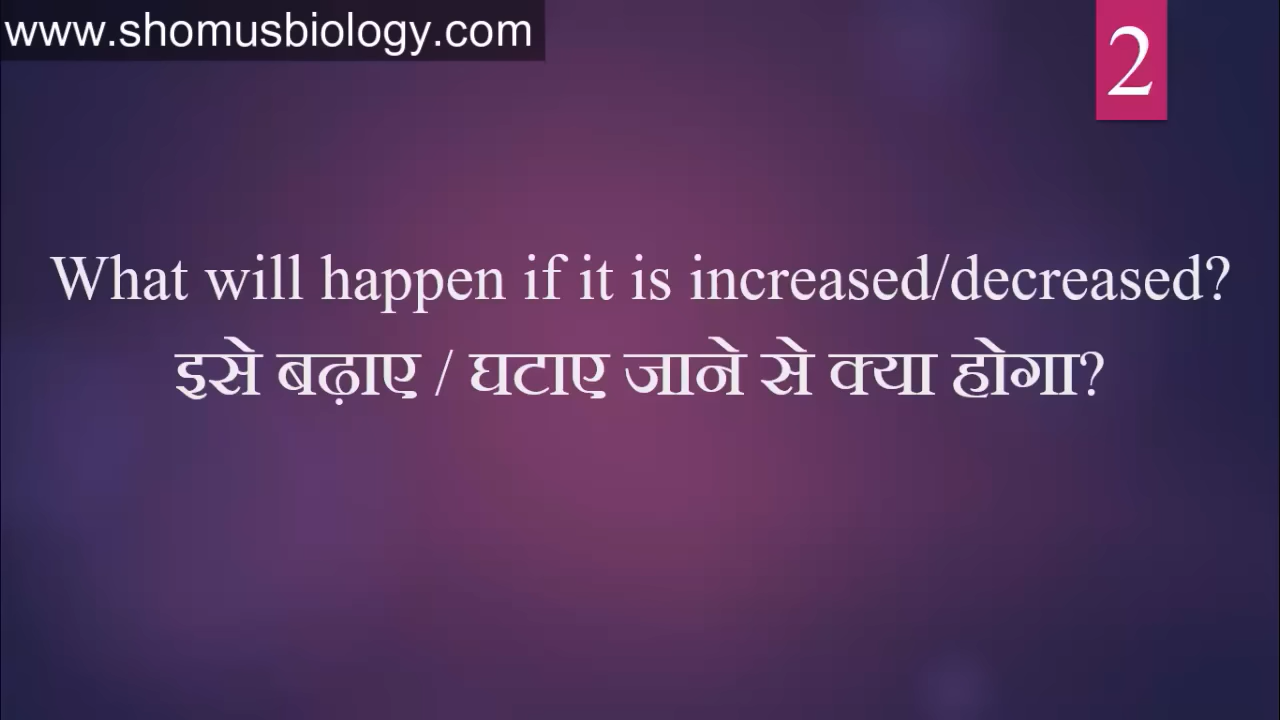 www.shomusbiology.com
2
What will happen if it is increased/decreased?
इसे बढ़ाए / घटाए जाने से क्या होगा?